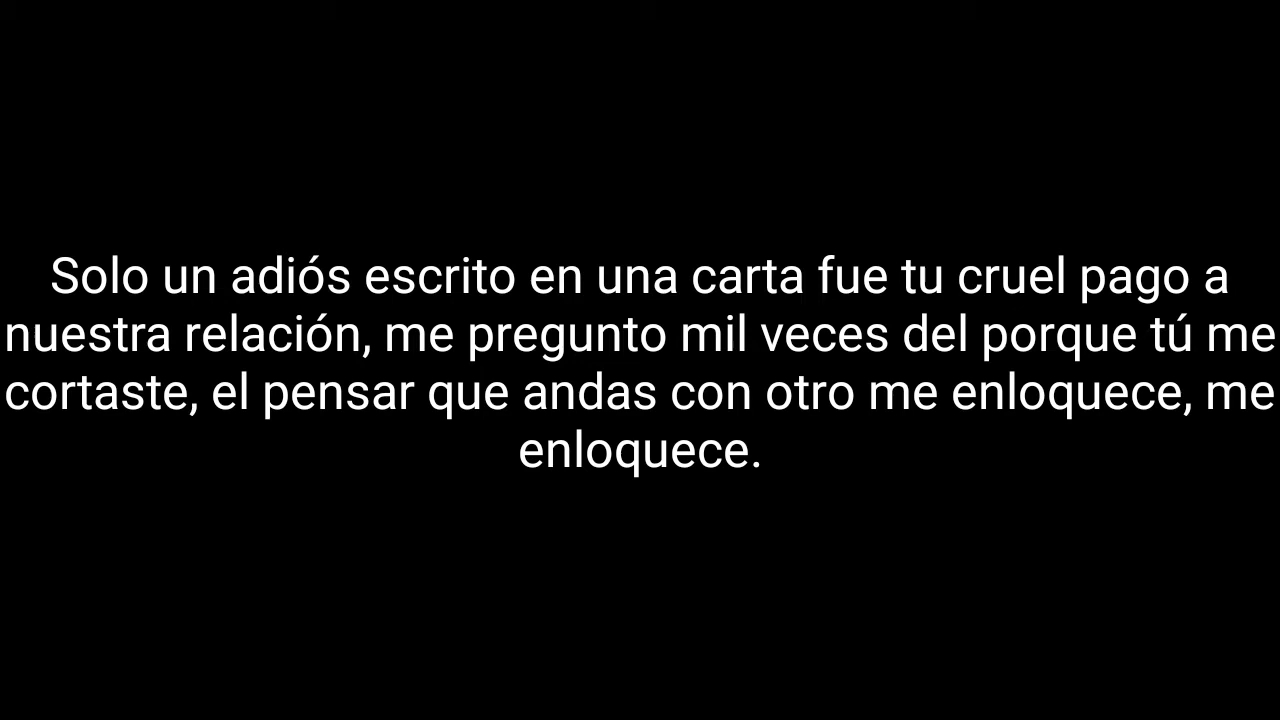 Solo un adiós escrito en una carta fue tu cruel pago a
nuestra relación, me pregunto mil veces del porque tú me
cortaste, el pensar que andas con otro me enloquece, me
enloquece.